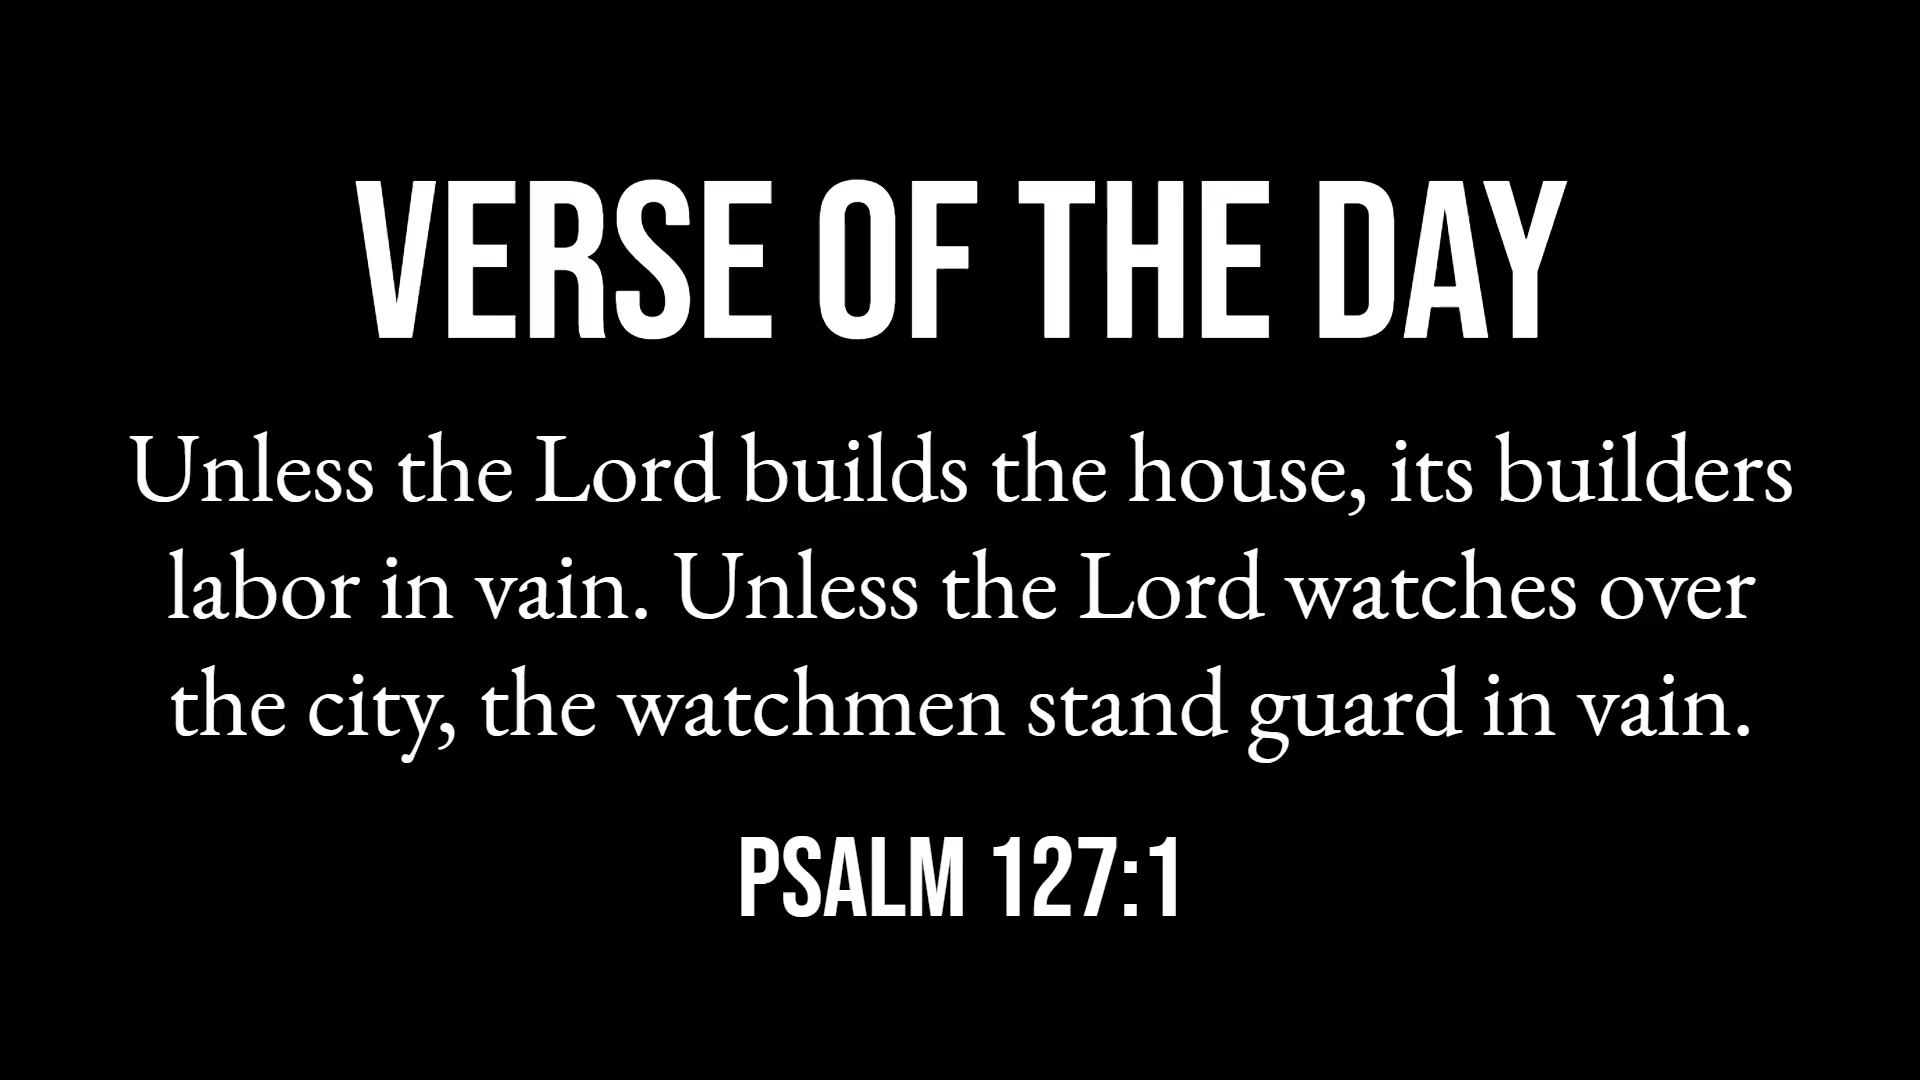 VERSE OF THE DAY
Unless the Lord builds the house, its builders
labor in vain. Unless the Lord watches over
the city, the watchmen stand guard in vain.
PSALM 127:1